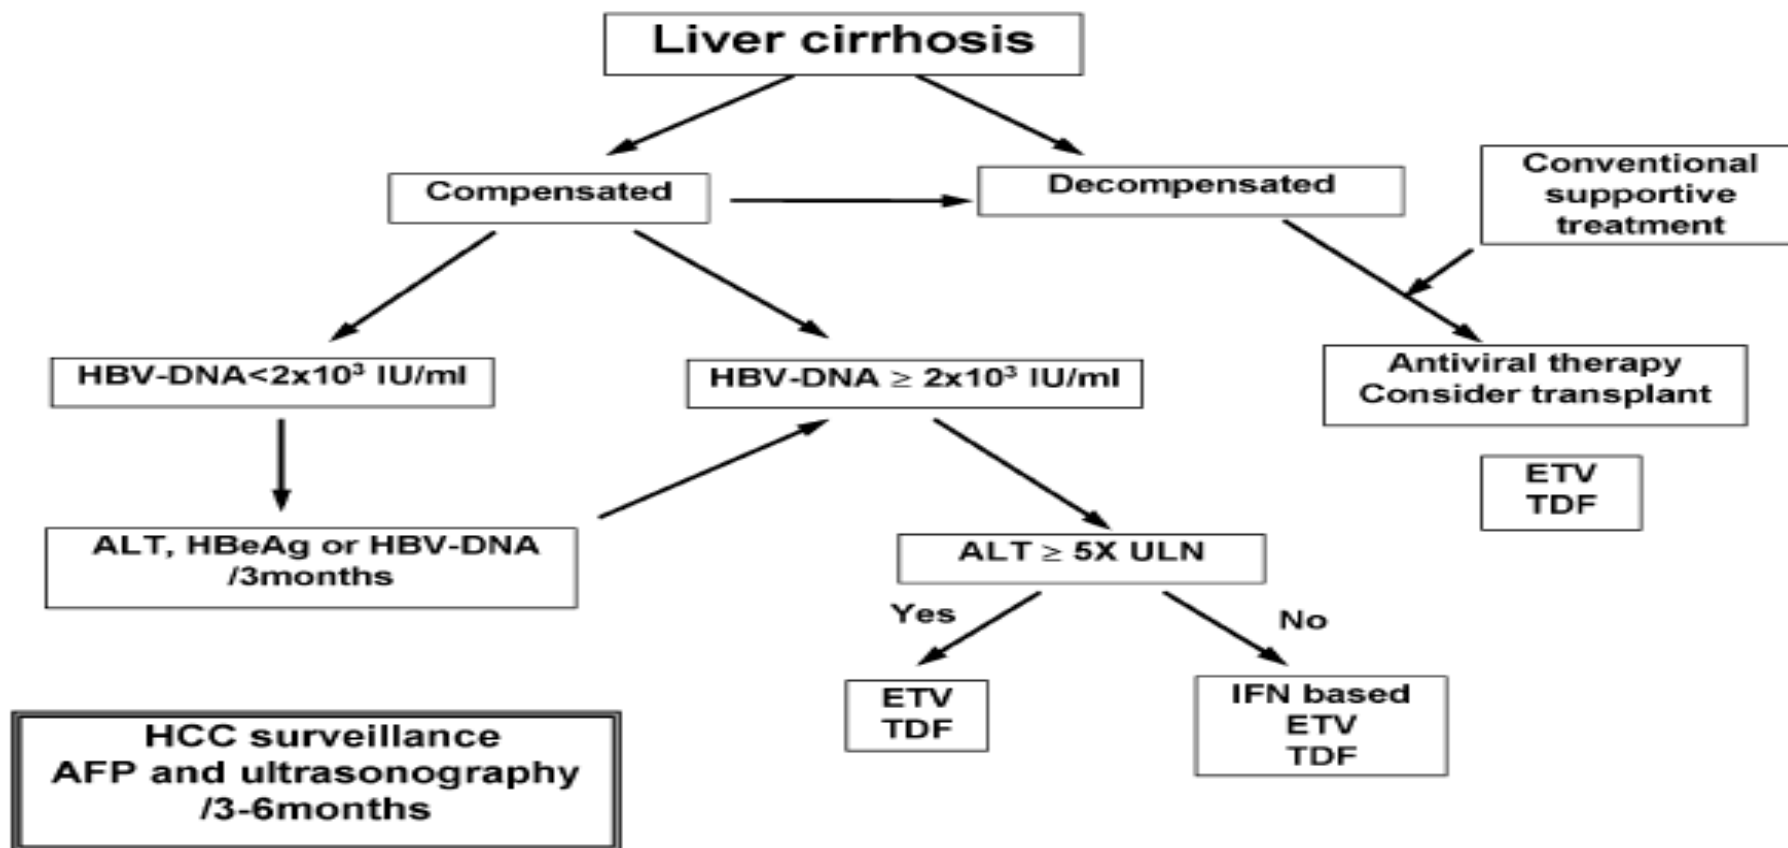 Liver cirrhosis
Compensated
Decompensated
Conventional
supportive
treatment
HBV-DNA<2x10³ IU/ml
HBV-DNA ≥ 2x10³ IU/ml
Antiviral therapy
Consider transplant
ETV
TDF
ALT, HBeAg or HBV-DNA
/3months
ALT ≥ 5X ULN
Yes
No
ETV
TDF
IFN based
ETV
TDF
HCC surveillance
AFP and ultrasonography
/3-6months